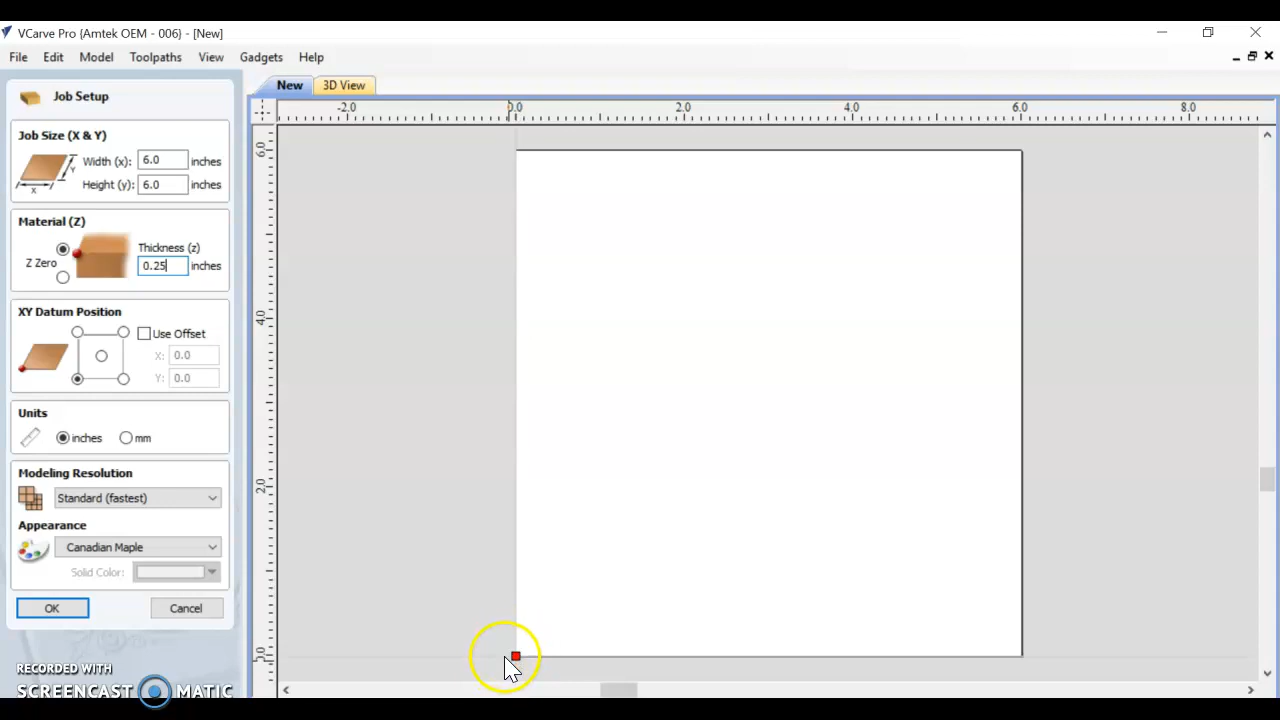 VCarve Pro {Amtek OEM - 006} - [New]
File Edit Model Toolpaths View Gadgets Help
New 3D View
Job Setup
-2.0 0.0 2.0 4.0 6.0 8.0
Job Size (X & Y)
Width (x): 6.0 inches
Height (y): 6.0 inches
Y
X
Material (Z)
Thickness (z)
Z Zero 0.25 inches
XY Datum Position
Use Offset
X: 0.0
Y: 0.0
Units
inches mm
Modeling Resolution
Standard (fastest)
Appearance
Canadian Maple
Solid Color:
OK Cancel
6.0
4.0
2.0
0.0
RECORDED WITH
SCREENCAST MATIC